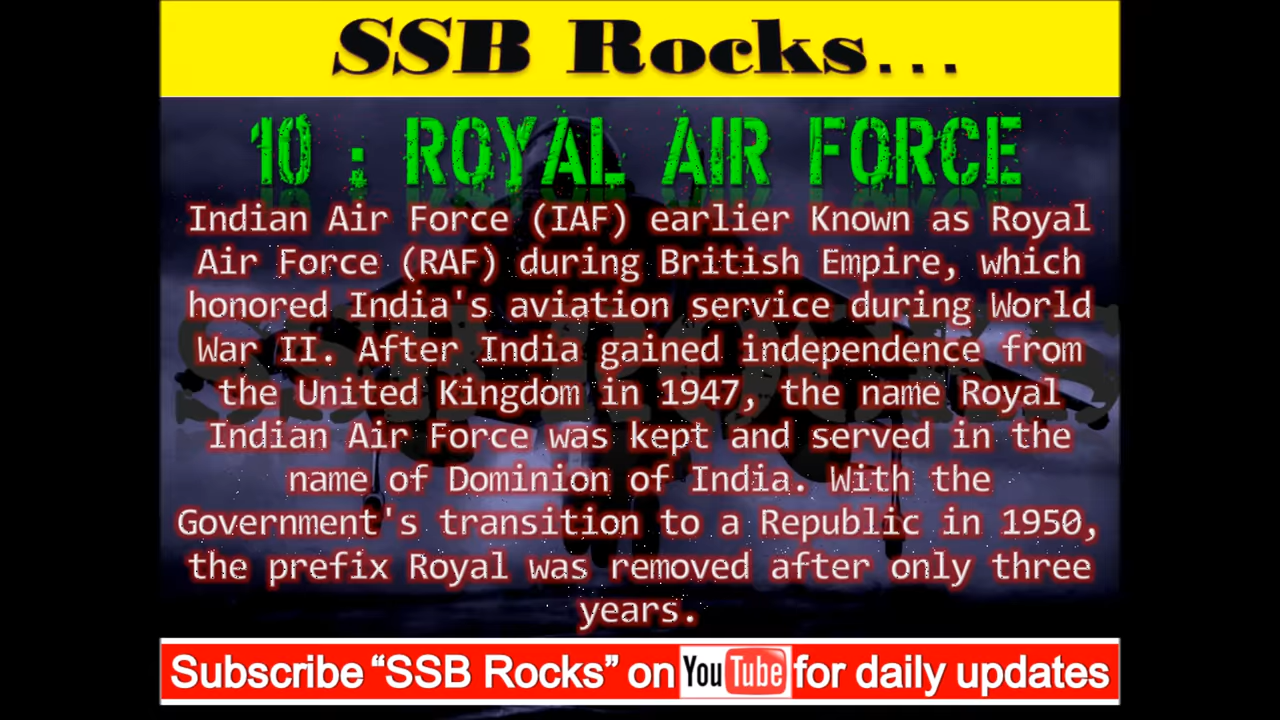 SSB Rocks...
10 : ROYAL AIR FORCE
Indian Air Force (IAF) earlier Known as Royal
Air Force (RAF) during British Empire, which
honored India's aviation service during World
War II. After India gained independence from
the United Kingdom in 1947, the name Royal
Indian Air Force was kept and served in the
name of Dominion of India. With the
Government's transition to a Republic in 1950,
the prefix Royal was removed after only three
years.
SSB ROCKS
Subscribe “SSB Rocks” on YouTube for daily updates